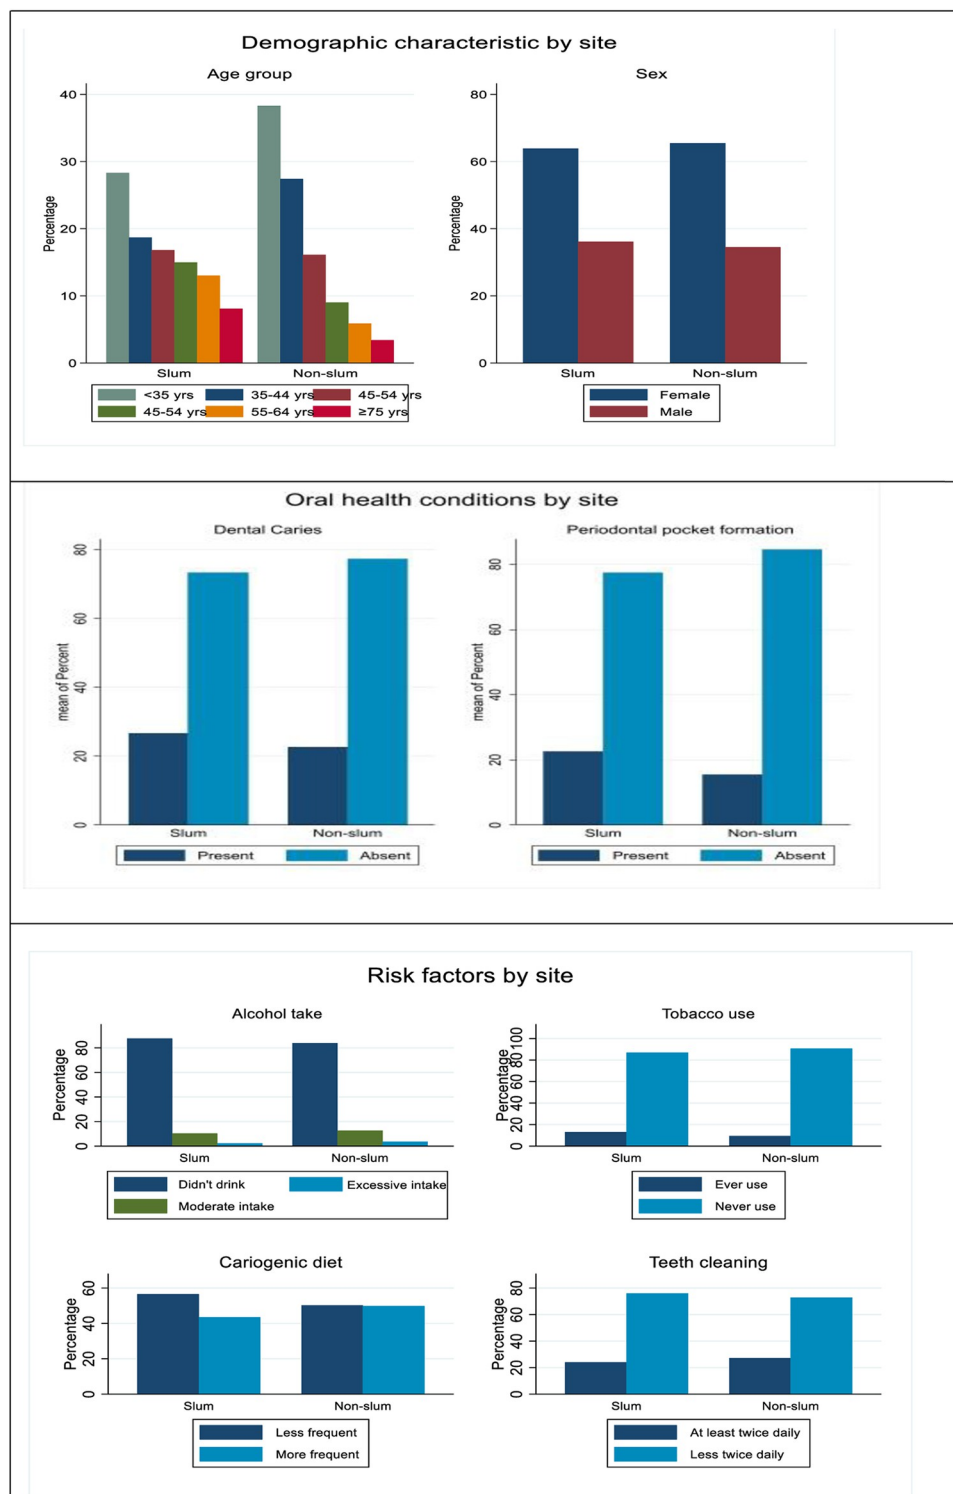 Demographic characteristic by site
Age group
Percentage
40
30
20
10
0
Slum
Non-slum
<35 yrs
35-44 yrs
45-54 yrs
45-54 yrs
55-64 yrs
≥75 yrs
Sex
Percentage
80
60
40
20
0
Slum
Non-slum
Female
Male
Oral health conditions by site
Dental Caries
mean of Percent
80
60
40
20
0
Slum
Non-slum
Present
Absent
Periodontal pocket formation
mean of Percent
80
60
40
20
0
Slum
Non-slum
Present
Absent
Risk factors by site
Alcohol take
Percentage
80
60
40
20
0
Slum
Non-slum
Didn't drink
Excessive intake
Moderate intake
Tobacco use
Percentage
100
80
60
40
20
0
Slum
Non-slum
Ever use
Never use
Cariogenic diet
Percentage
60
40
20
0
Slum
Non-slum
Less frequent
More frequent
Teeth cleaning
Percentage
80
60
40
20
0
Slum
Non-slum
At least twice daily
Less twice daily